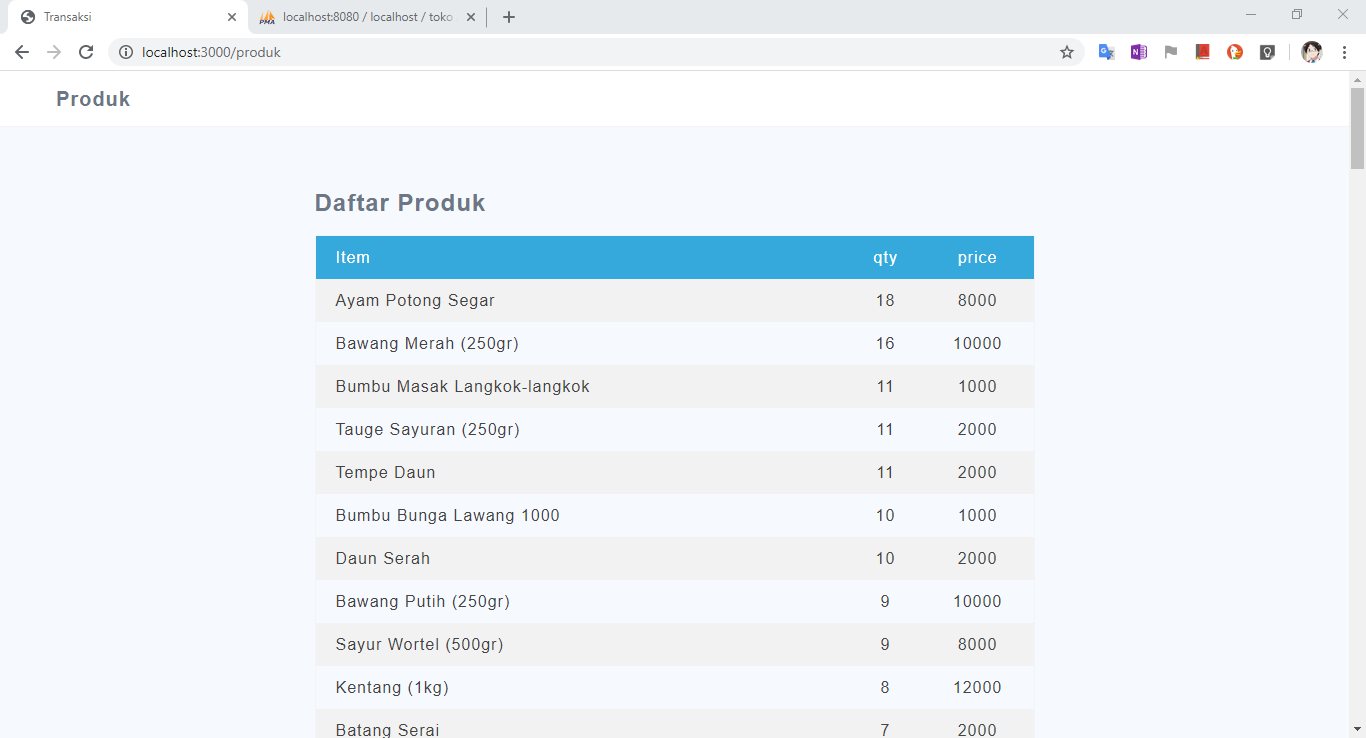 Transaksi
localhost:8080 / localhost / toko
localhost:3000/produk
Produk
Daftar Produk
Item qty price
Ayam Potong Segar 18 8000
Bawang Merah (250gr) 16 10000
Bumbu Masak Langkok-langkok 11 1000
Tauge Sayuran (250gr) 11 2000
Tempe Daun 11 2000
Bumbu Bunga Lawang 1000 10 1000
Daun Serah 10 2000
Bawang Putih (250gr) 9 10000
Sayur Wortel (500gr) 9 8000
Kentang (1kg) 8 12000
Batang Serai 7 2000